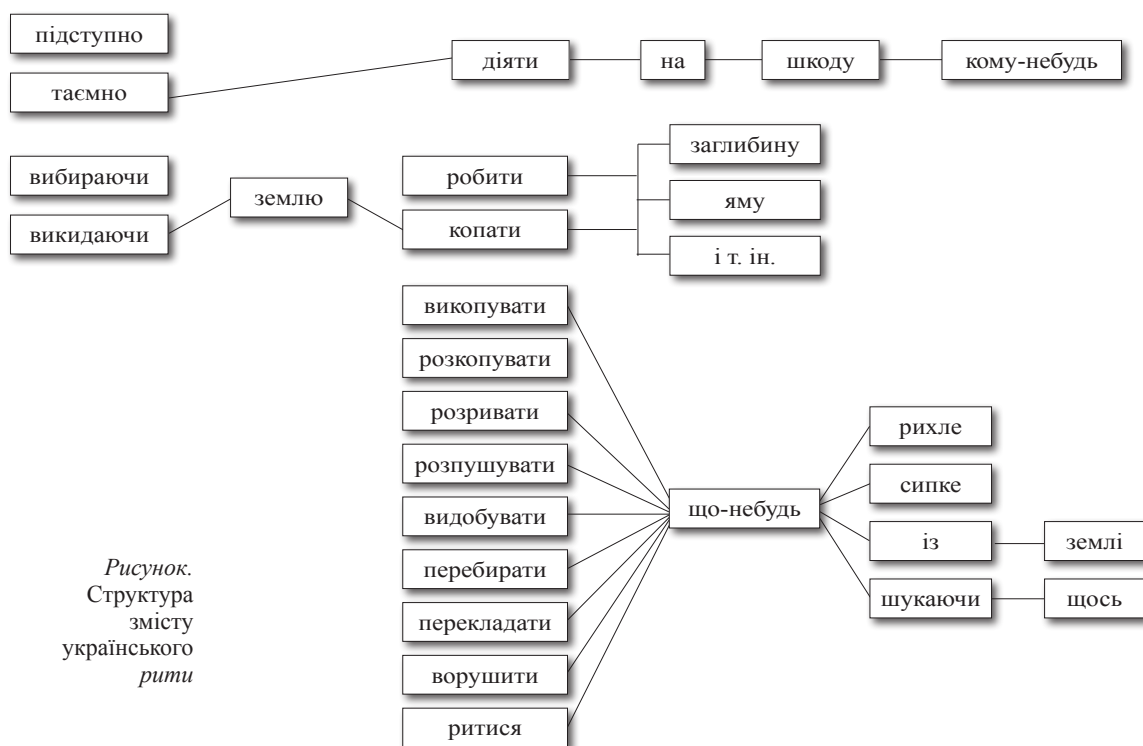 підступно
таємно
діяти
на
шкоду
кому-небудь
вибираючи
викидаючи
землю
робити
копати
заглибину
яму
і т. ін.
викопувати
розкопувати
розривати
розпушувати
видобувати
перебирати
перекладати
ворушити
ритися
що-небудь
рихле
сипке
із
землі
шукаючи
щось
Рисунок.
Структура
змісту
українського
рити